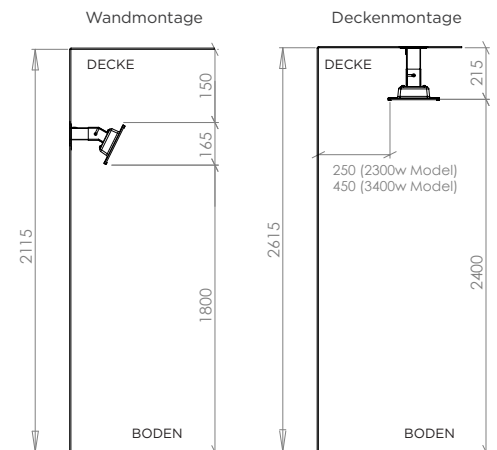 Wandmontage
DECKE
150
165
2115
1800
BODEN
Deckenmontage
DECKE
215
250 (2300w Model)
450 (3400w Model)
2615
2400
BODEN